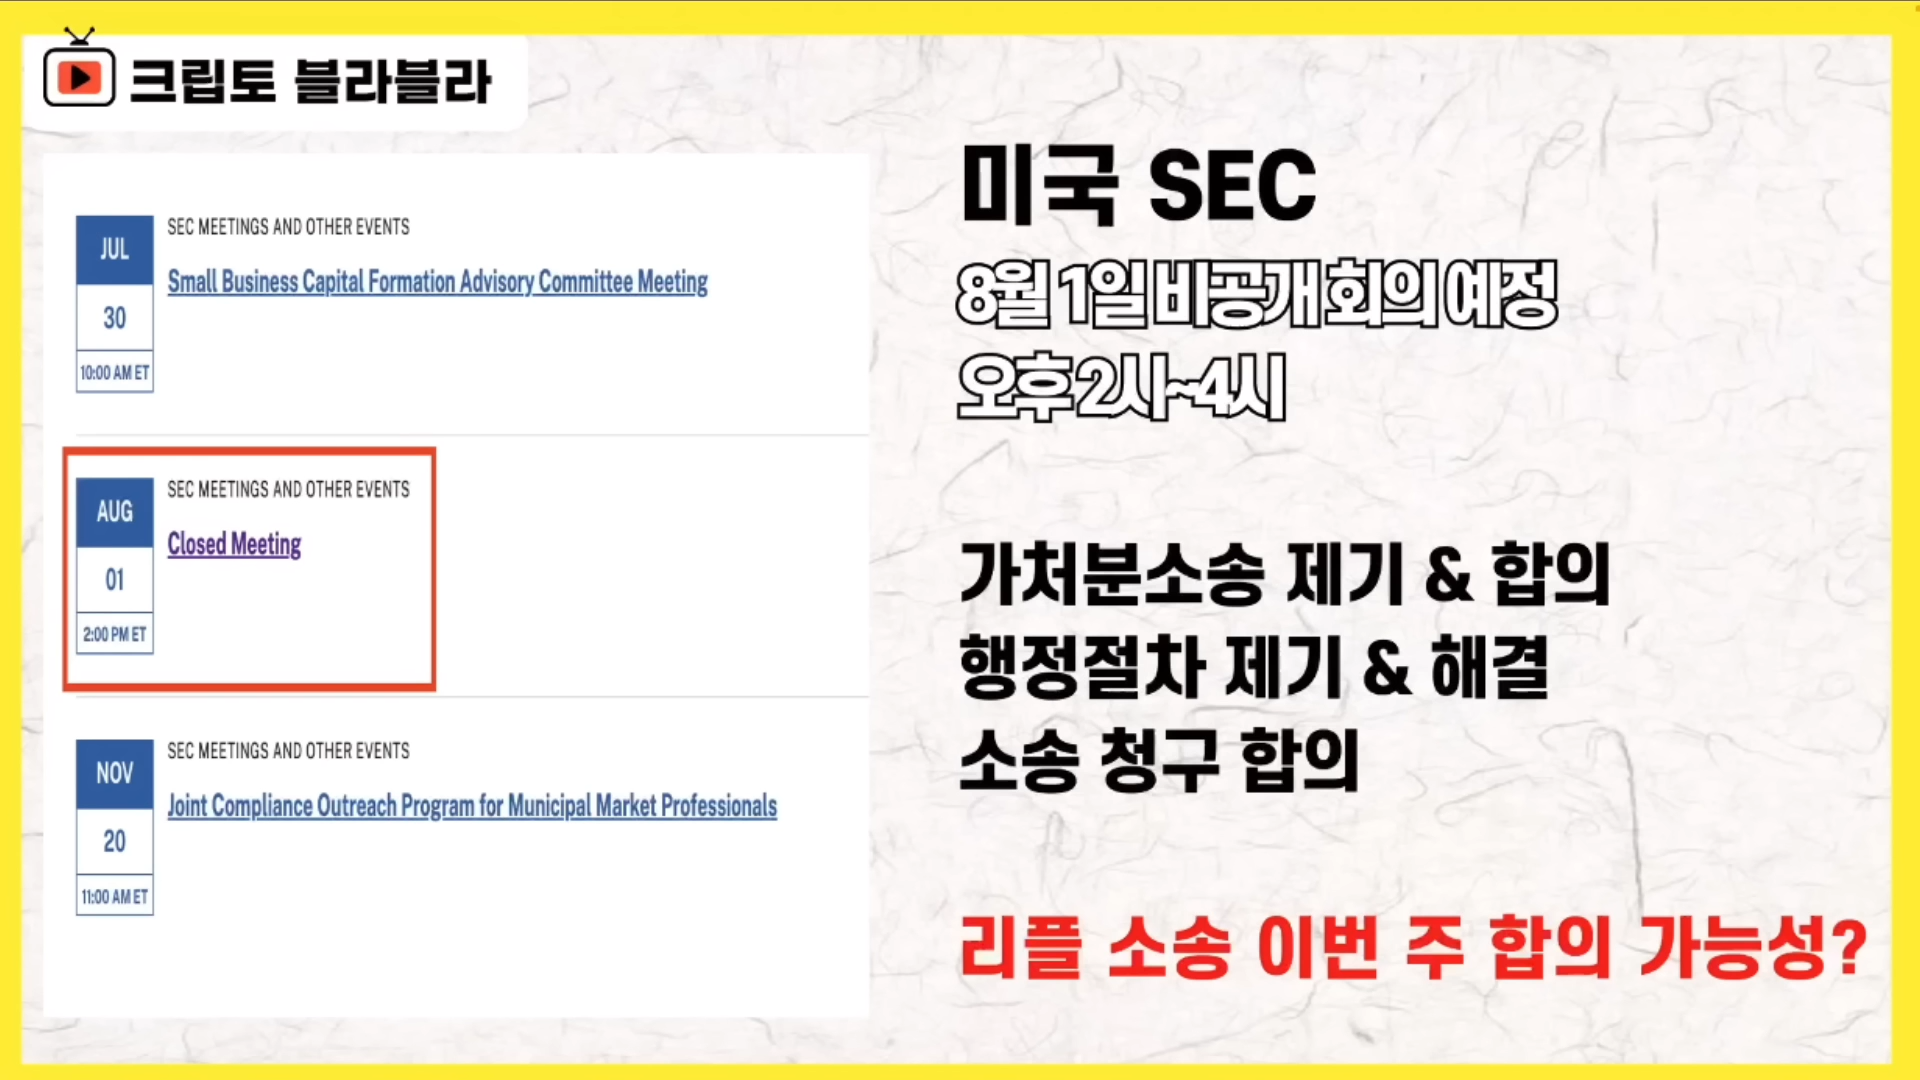 크립토 블라블라
JUL
30
10:00 AM ET
SEC MEETINGS AND OTHER EVENTS
Small Business Capital Formation Advisory Committee Meeting
AUG
01
2:00 PM ET
SEC MEETINGS AND OTHER EVENTS
Closed Meeting
NOV
20
11:00 AM ET
SEC MEETINGS AND OTHER EVENTS
Joint Compliance Outreach Program for Municipal Market Professionals
미국 SEC
8월 1일 비공개 회의 예정
오후 2시~4시
가처분소송 제기 & 합의
행정절차 제기 & 해결
소송 청구 합의
리플 소송 이번 주 합의 가능성?